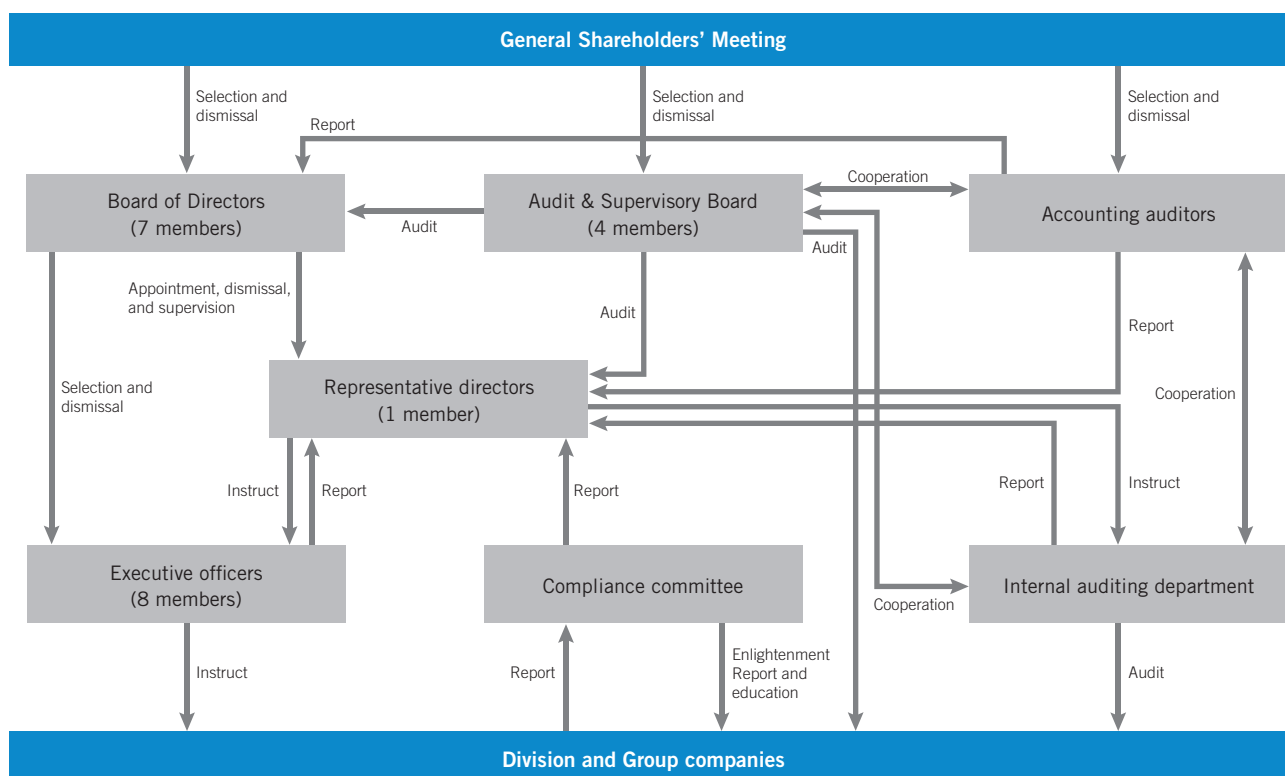 General Shareholders’ Meeting
Selection and
dismissal
Selection and
dismissal
Selection and
dismissal
Report
Board of Directors
(7 members)
Audit
Audit & Supervisory Board
(4 members)
Cooperation
Accounting auditors
Audit
Appointment, dismissal,
and supervision
Audit
Report
Selection and
dismissal
Representative directors
(1 member)
Cooperation
Instruct
Report
Report
Report
Instruct
Executive officers
(8 members)
Compliance committee
Cooperation
Internal auditing department
Instruct
Report
Enlightenment
Report and
education
Audit
Division and Group companies